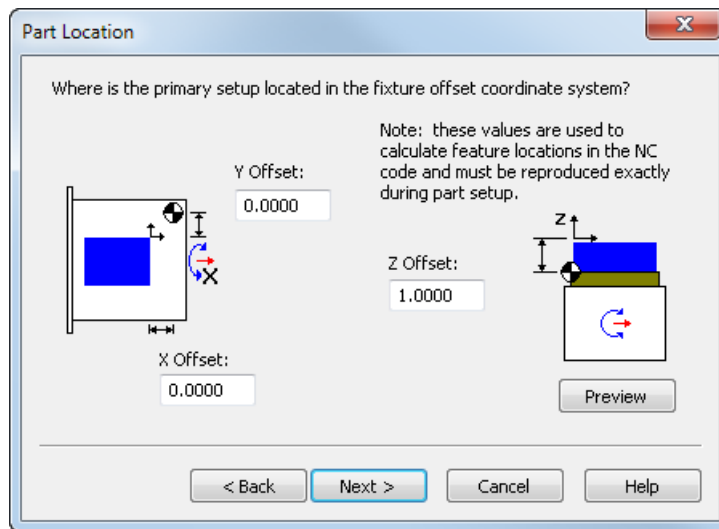 Part Location
Where is the primary setup located in the fixture offset coordinate system?
Note: these values are used to
calculate feature locations in the NC
code and must be reproduced exactly
during part setup.
Y Offset:
0.0000
X
Z
Z Offset:
1.0000
X Offset:
0.0000
Preview
< Back
Next >
Cancel
Help